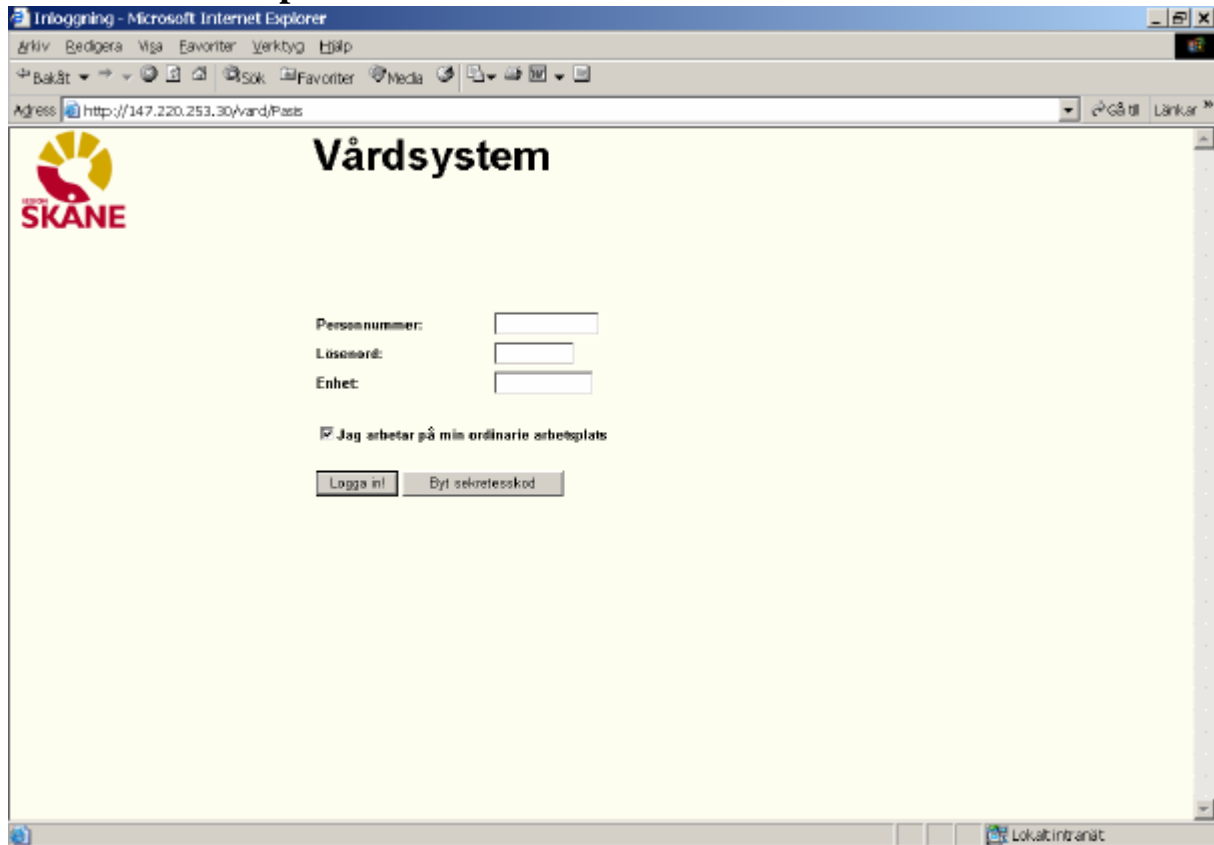 Inloggning - Microsoft Internet Explorer
Arkiv Redigera Visa Favoriter Verktyg Hjälp
Bakåt Sök Favoriter Media
Adress http://147.220.253.30/vard/Pasis Gå till Länkar »
Vårdsystem
REGION
SKÅNE
Personnummer:
Lösenord:
Enhet:
Jag arbetar på min ordinarie arbetsplats
Logga in! Byt sekretesskod
Lokalt intranät